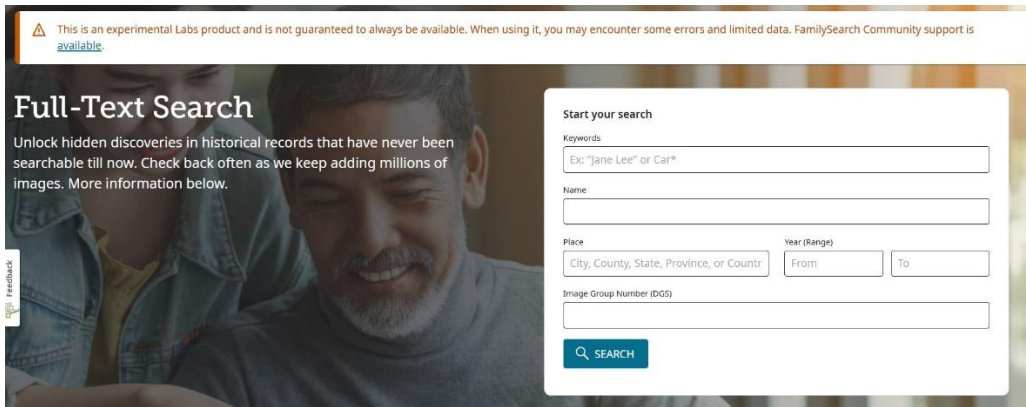 This is an experimental Labs product and is not guaranteed to always be available. When using it, you may encounter some errors and limited data. FamilySearch Community support is
available.
Full-Text Search
Unlock hidden discoveries in historical records that have never been
searchable till now. Check back often as we keep adding millions of
images. More information below.
Feedback
Start your search
Keywords
Ex: "Jane Lee" or Car*
Name
Place
Year (Range)
City, County, State, Province, or Countr
From
To
Image Group Number (DGS)
SEARCH